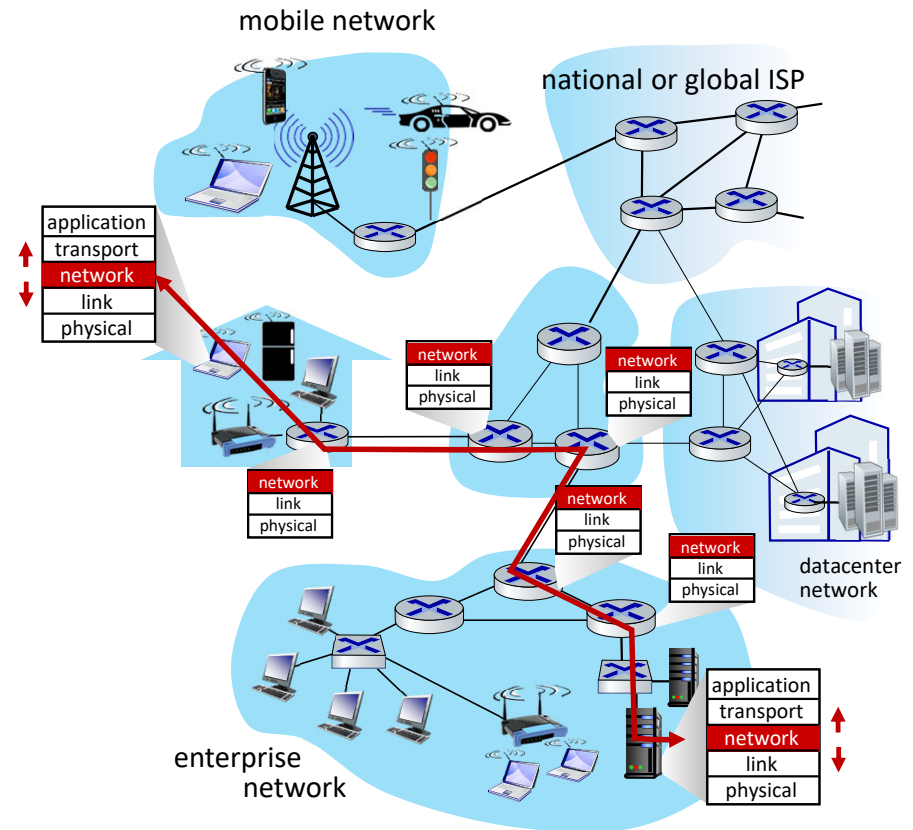 mobile network
national or global ISP
application
transport
network
link
physical
network
link
physical
network
link
physical
network
link
physical
network
link
physical
network
link
physical
datacenter
network
application
transport
network
link
physical
enterprise
network